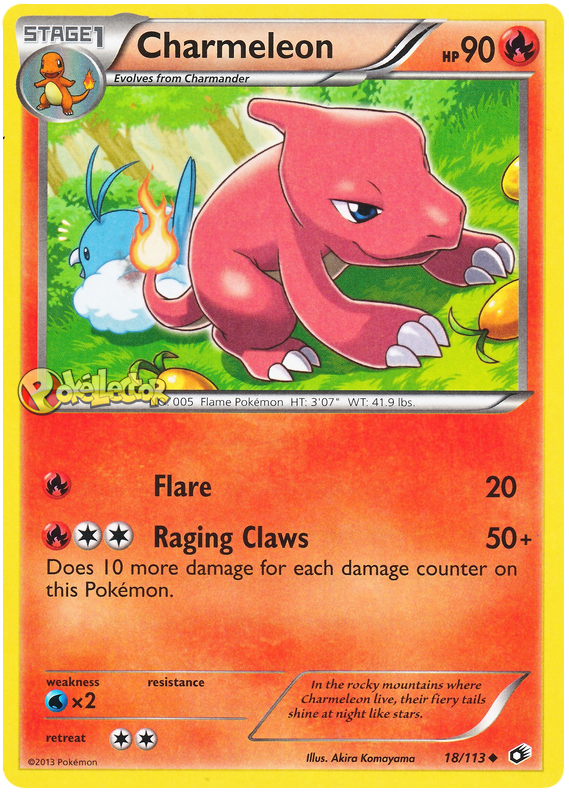 STAGE1
Charmeleon
HP 90
Evolves from Charmander
PokéLector
005 Flame Pokémon HT: 3'07" WT: 41.9 lbs.
Flare 20
Raging Claws 50+
Does 10 more damage for each damage counter on
this Pokémon.
weakness resistance
×2
retreat
In the rocky mountains where
Charmeleon live, their fiery tails
shine at night like stars.
Illus. Akira Komayama 18/113
©2013 Pokémon